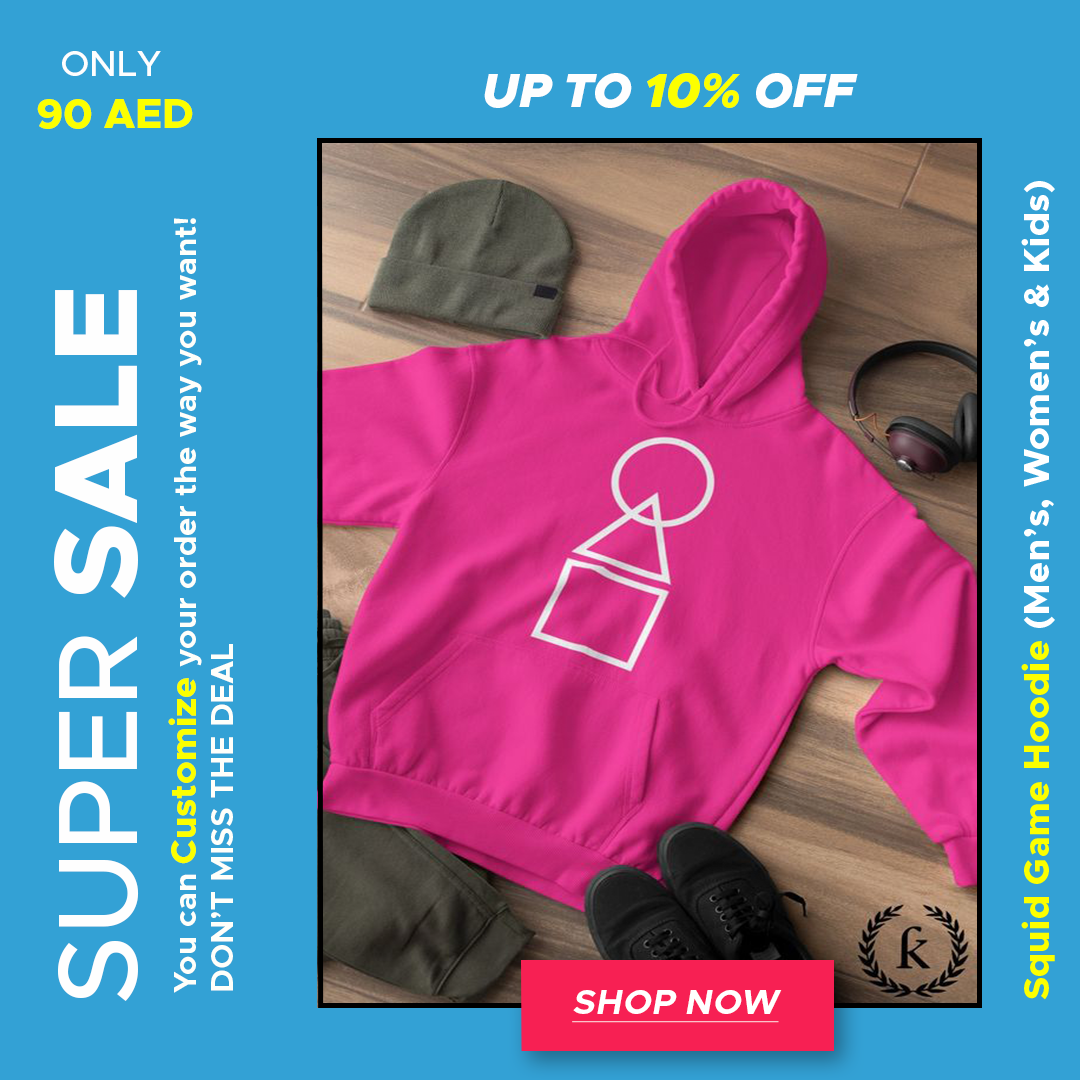 ONLY
90 AED
UP TO 10% OFF
SUPER SALE
You can Customize your order the way you want!
DON'T MISS THE DEAL
Squid Game Hoodie (Men's, Women's & Kids)
k
SHOP NOW